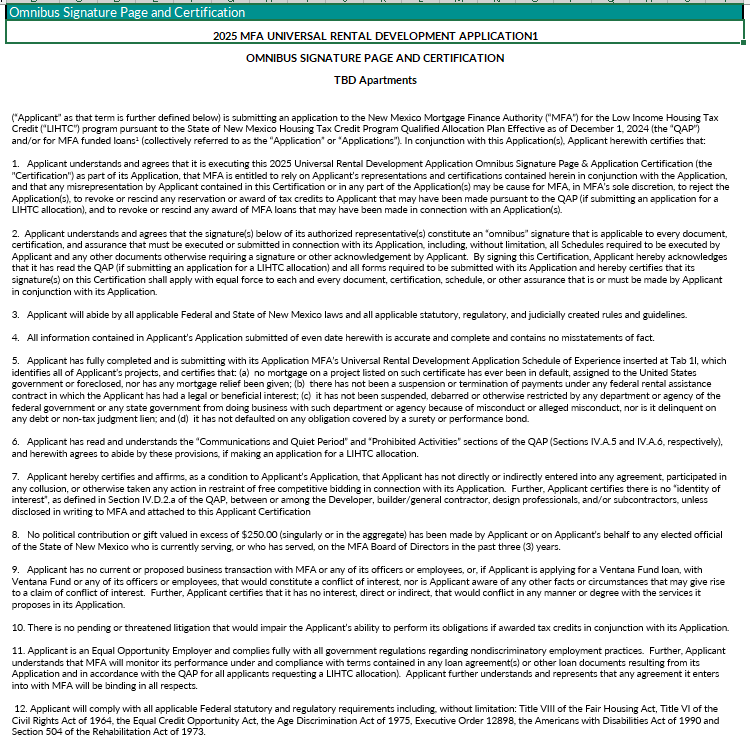 Omnibus Signature Page and Certification
2025 MFA UNIVERSAL RENTAL DEVELOPMENT APPLICATION1
OMNIBUS SIGNATURE PAGE AND CERTIFICATION
TBD Apartments
("Applicant" as that term is further defined below) is submitting an application to the New Mexico Mortgage Finance Authority ("MFA") for the Low Income Housing Tax
Credit ("LIHTC") program pursuant to the State of New Mexico Housing Tax Credit Program Qualified Allocation Plan Effective as of December 1, 2024 (the "QAP")
and/or for MFA funded loans¹ (collectively referred to as the "Application" or "Applications"). In conjunction with this Application(s), Applicant herewith certifies that:
1. Applicant understands and agrees that it is executing this 2025 Universal Rental Development Application Omnibus Signature Page & Application Certification (the
"Certification") as part of its Application, that MFA is entitled to rely on Applicant's representations and certifications contained herein in conjunction with the Application,
and that any misrepresentation by Applicant contained in this Certification or in any part of the Application(s) may be cause for MFA, in MFA's sole discretion, to reject the
Application(s), to revoke or rescind any reservation or award of tax credits to Applicant that may have been made pursuant to the QAP (if submitting an application for a
LIHTC allocation), and to revoke or rescind any award of MFA loans that may have been made in connection with an Application(s).
2. Applicant understands and agrees that the signature(s) below of its authorized representative(s) constitute an "omnibus" signature that is applicable to every document,
certification, and assurance that must be executed or submitted in connection with its Application, including, without limitation, all Schedules required to be executed by
Applicant and any other documents otherwise requiring a signature or other acknowledgement by Applicant. By signing this Certification, Applicant hereby acknowledges
that it has read the QAP (if submitting an application for a LIHTC allocation) and all forms required to be submitted with its Application and hereby certifies that its
signature(s) on this Certification shall apply with equal force to each and every document, certification, schedule, or other assurance that is or must be made by Applicant
in conjunction with its Application.
3. Applicant will abide by all applicable Federal and State of New Mexico laws and all applicable statutory, regulatory, and judicially created rules and guidelines.
4. All information contained in Applicant's Application submitted of even date herewith is accurate and complete and contains no misstatements of fact.
5. Applicant has fully completed and is submitting with its Application MFA's Universal Rental Development Application Schedule of Experience inserted at Tab 1l, which
identifies all of Applicant's projects, and certifies that: (a) no mortgage on a project listed on such certificate has ever been in default, assigned to the United States
government or foreclosed, nor has any mortgage relief been given; (b) there has not been a suspension or termination of payments under any federal rental assistance
contract in which the Applicant has had a legal or beneficial interest; (c) it has not been suspended, debarred or otherwise restricted by any department or agency of the
federal government or any state government from doing business with such department or agency because of misconduct or alleged misconduct, nor is it delinquent on
any debt or non-tax judgment lien; and (d) it has not defaulted on any obligation covered by a surety or performance bond.
6. Applicant has read and understands the "Communications and Quiet Period" and "Prohibited Activities" sections of the QAP (Sections IV.A.5 and IV.A.6, respectively),
and herewith agrees to abide by these provisions, if making an application for a LIHTC allocation.
7. Applicant hereby certifies and affirms, as a condition to Applicant's Application, that Applicant has not directly or indirectly entered into any agreement, participated in
any collusion, or otherwise taken any action in restraint of free competitive bidding in connection with its Application. Further, Applicant certifies there is no "identity of
interest", as defined in Section IV.D.2.a of the QAP, between or among the Developer, builder/general contractor, design professionals, and/or subcontractors, unless
disclosed in writing to MFA and attached to this Applicant Certification
8. No political contribution or gift valued in excess of $250.00 (singularly or in the aggregate) has been made by Applicant or on Applicant's behalf to any elected official
of the State of New Mexico who is currently serving, or who has served, on the MFA Board of Directors in the past three (3) years.
9. Applicant has no current or proposed business transaction with MFA or any of its officers or employees, or, if Applicant is applying for a Ventana Fund loan, with
Ventana Fund or any of its officers or employees, that would constitute a conflict of interest, nor is Applicant aware of any other facts or circumstances that may give rise
to a claim of conflict of interest. Further, Applicant certifies that it has no interest, direct or indirect, that would conflict in any manner or degree with the services it
proposes in its Application.
10. There is no pending or threatened litigation that would impair the Applicant's ability to perform its obligations if awarded tax credits in conjunction with its Application.
11. Applicant is an Equal Opportunity Employer and complies fully with all government regulations regarding nondiscriminatory employment practices. Further, Applicant
understands that MFA will monitor its performance under and compliance with terms contained in any loan agreement(s) or other loan documents resulting from its
Application and in accordance with the QAP for all applicants requesting a LIHTC allocation). Applicant further understands and represents that any agreement it enters
into with MFA will be binding in all respects.
12. Applicant will comply with all applicable Federal statutory and regulatory requirements including, without limitation: Title VIII of the Fair Housing Act, Title VI of the
Civil Rights Act of 1964, the Equal Credit Opportunity Act, the Age Discrimination Act of 1975, Executive Order 12898, the Americans with Disabilities Act of 1990 and
Section 504 of the Rehabilitation Act of 1973.